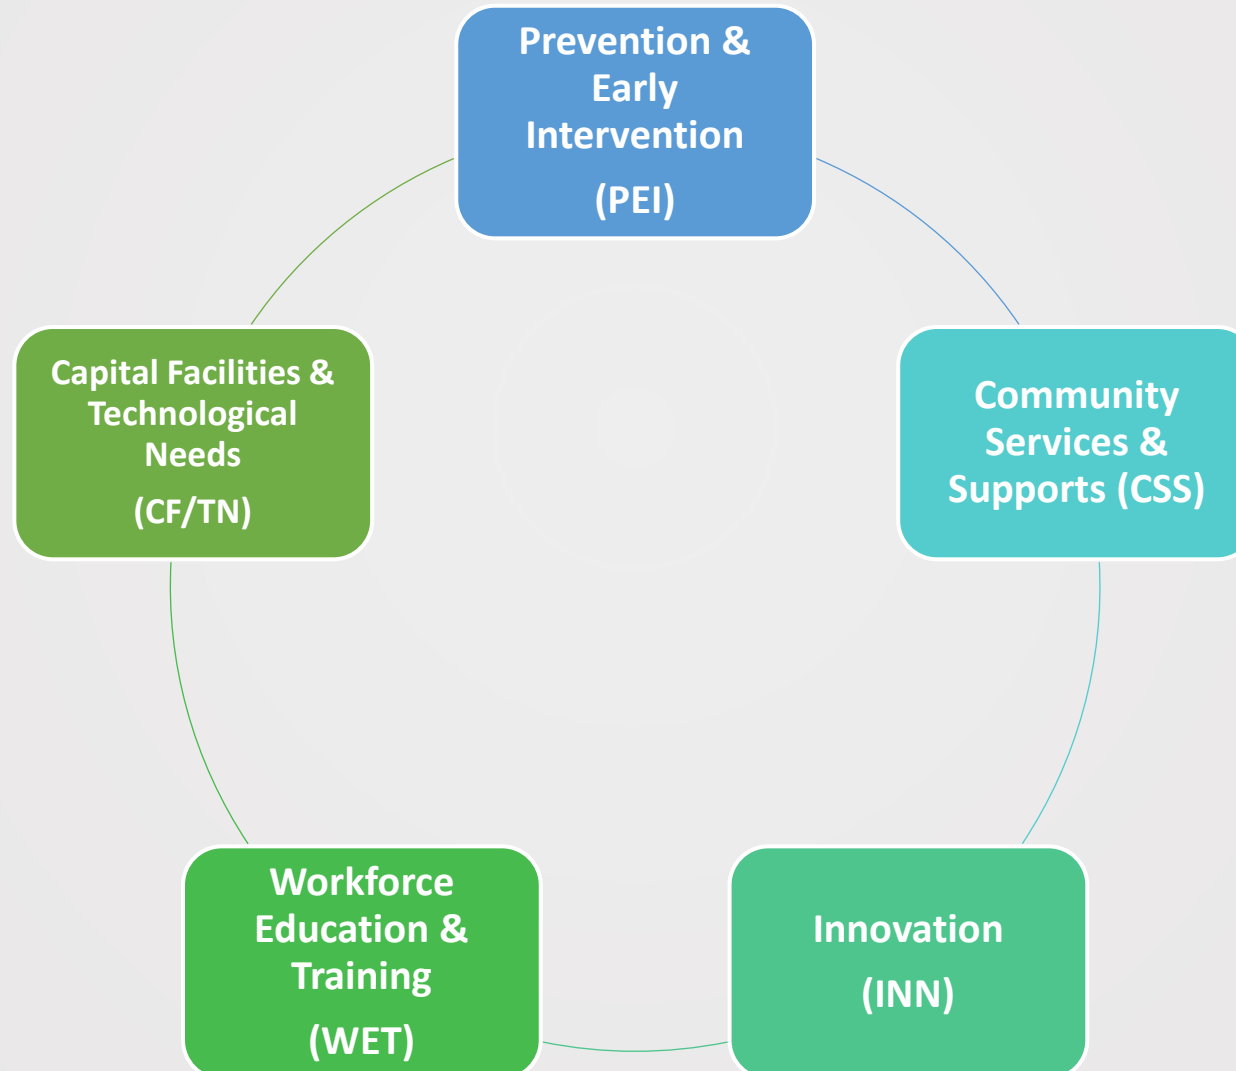 Prevention &
Early
Intervention
(PEI)
Community
Services &
Supports (CSS)
Innovation
(INN)
Workforce
Education &
Training
(WET)
Capital Facilities &
Technological
Needs
(CF/TN)